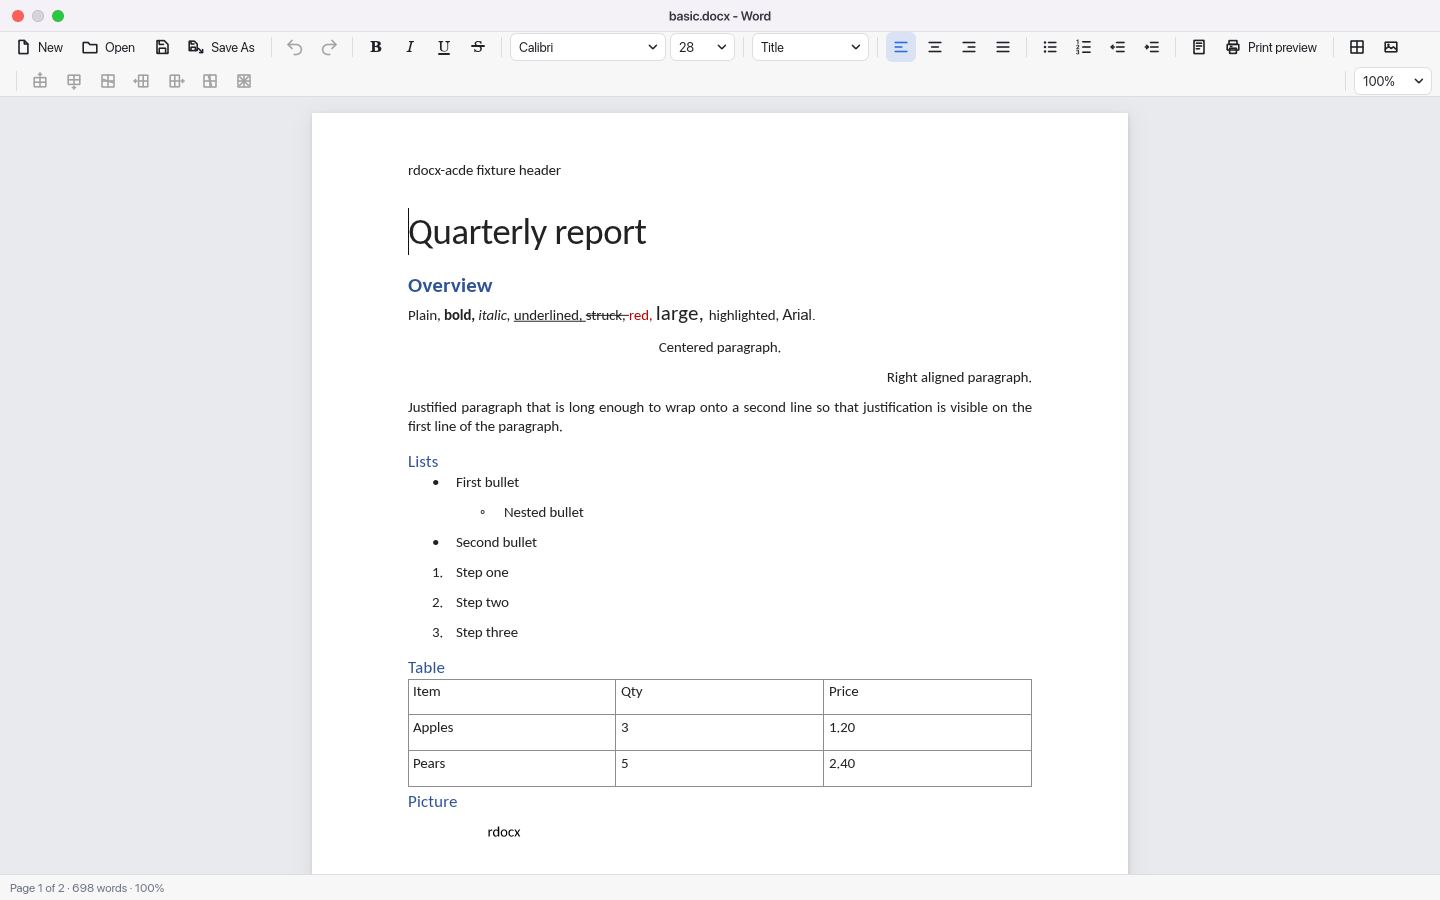 basic.docx - Word
New Open Save As B I U S Calibri 28 Title Print preview
100%
rdocx-acde fixture header
Quarterly report
Overview
Plain, bold, italic, underlined, struck, red, large, highlighted, Arial.
Centered paragraph.
Right aligned paragraph.
Justified paragraph that is long enough to wrap onto a second line so that justification is visible on the
first line of the paragraph.
Lists
• First bullet
◦ Nested bullet
• Second bullet
1. Step one
2. Step two
3. Step three
Table
Item Qty Price
Apples 3 1.20
Pears 5 2.40
Picture
rdocx
Page 1 of 2 · 698 words · 100%